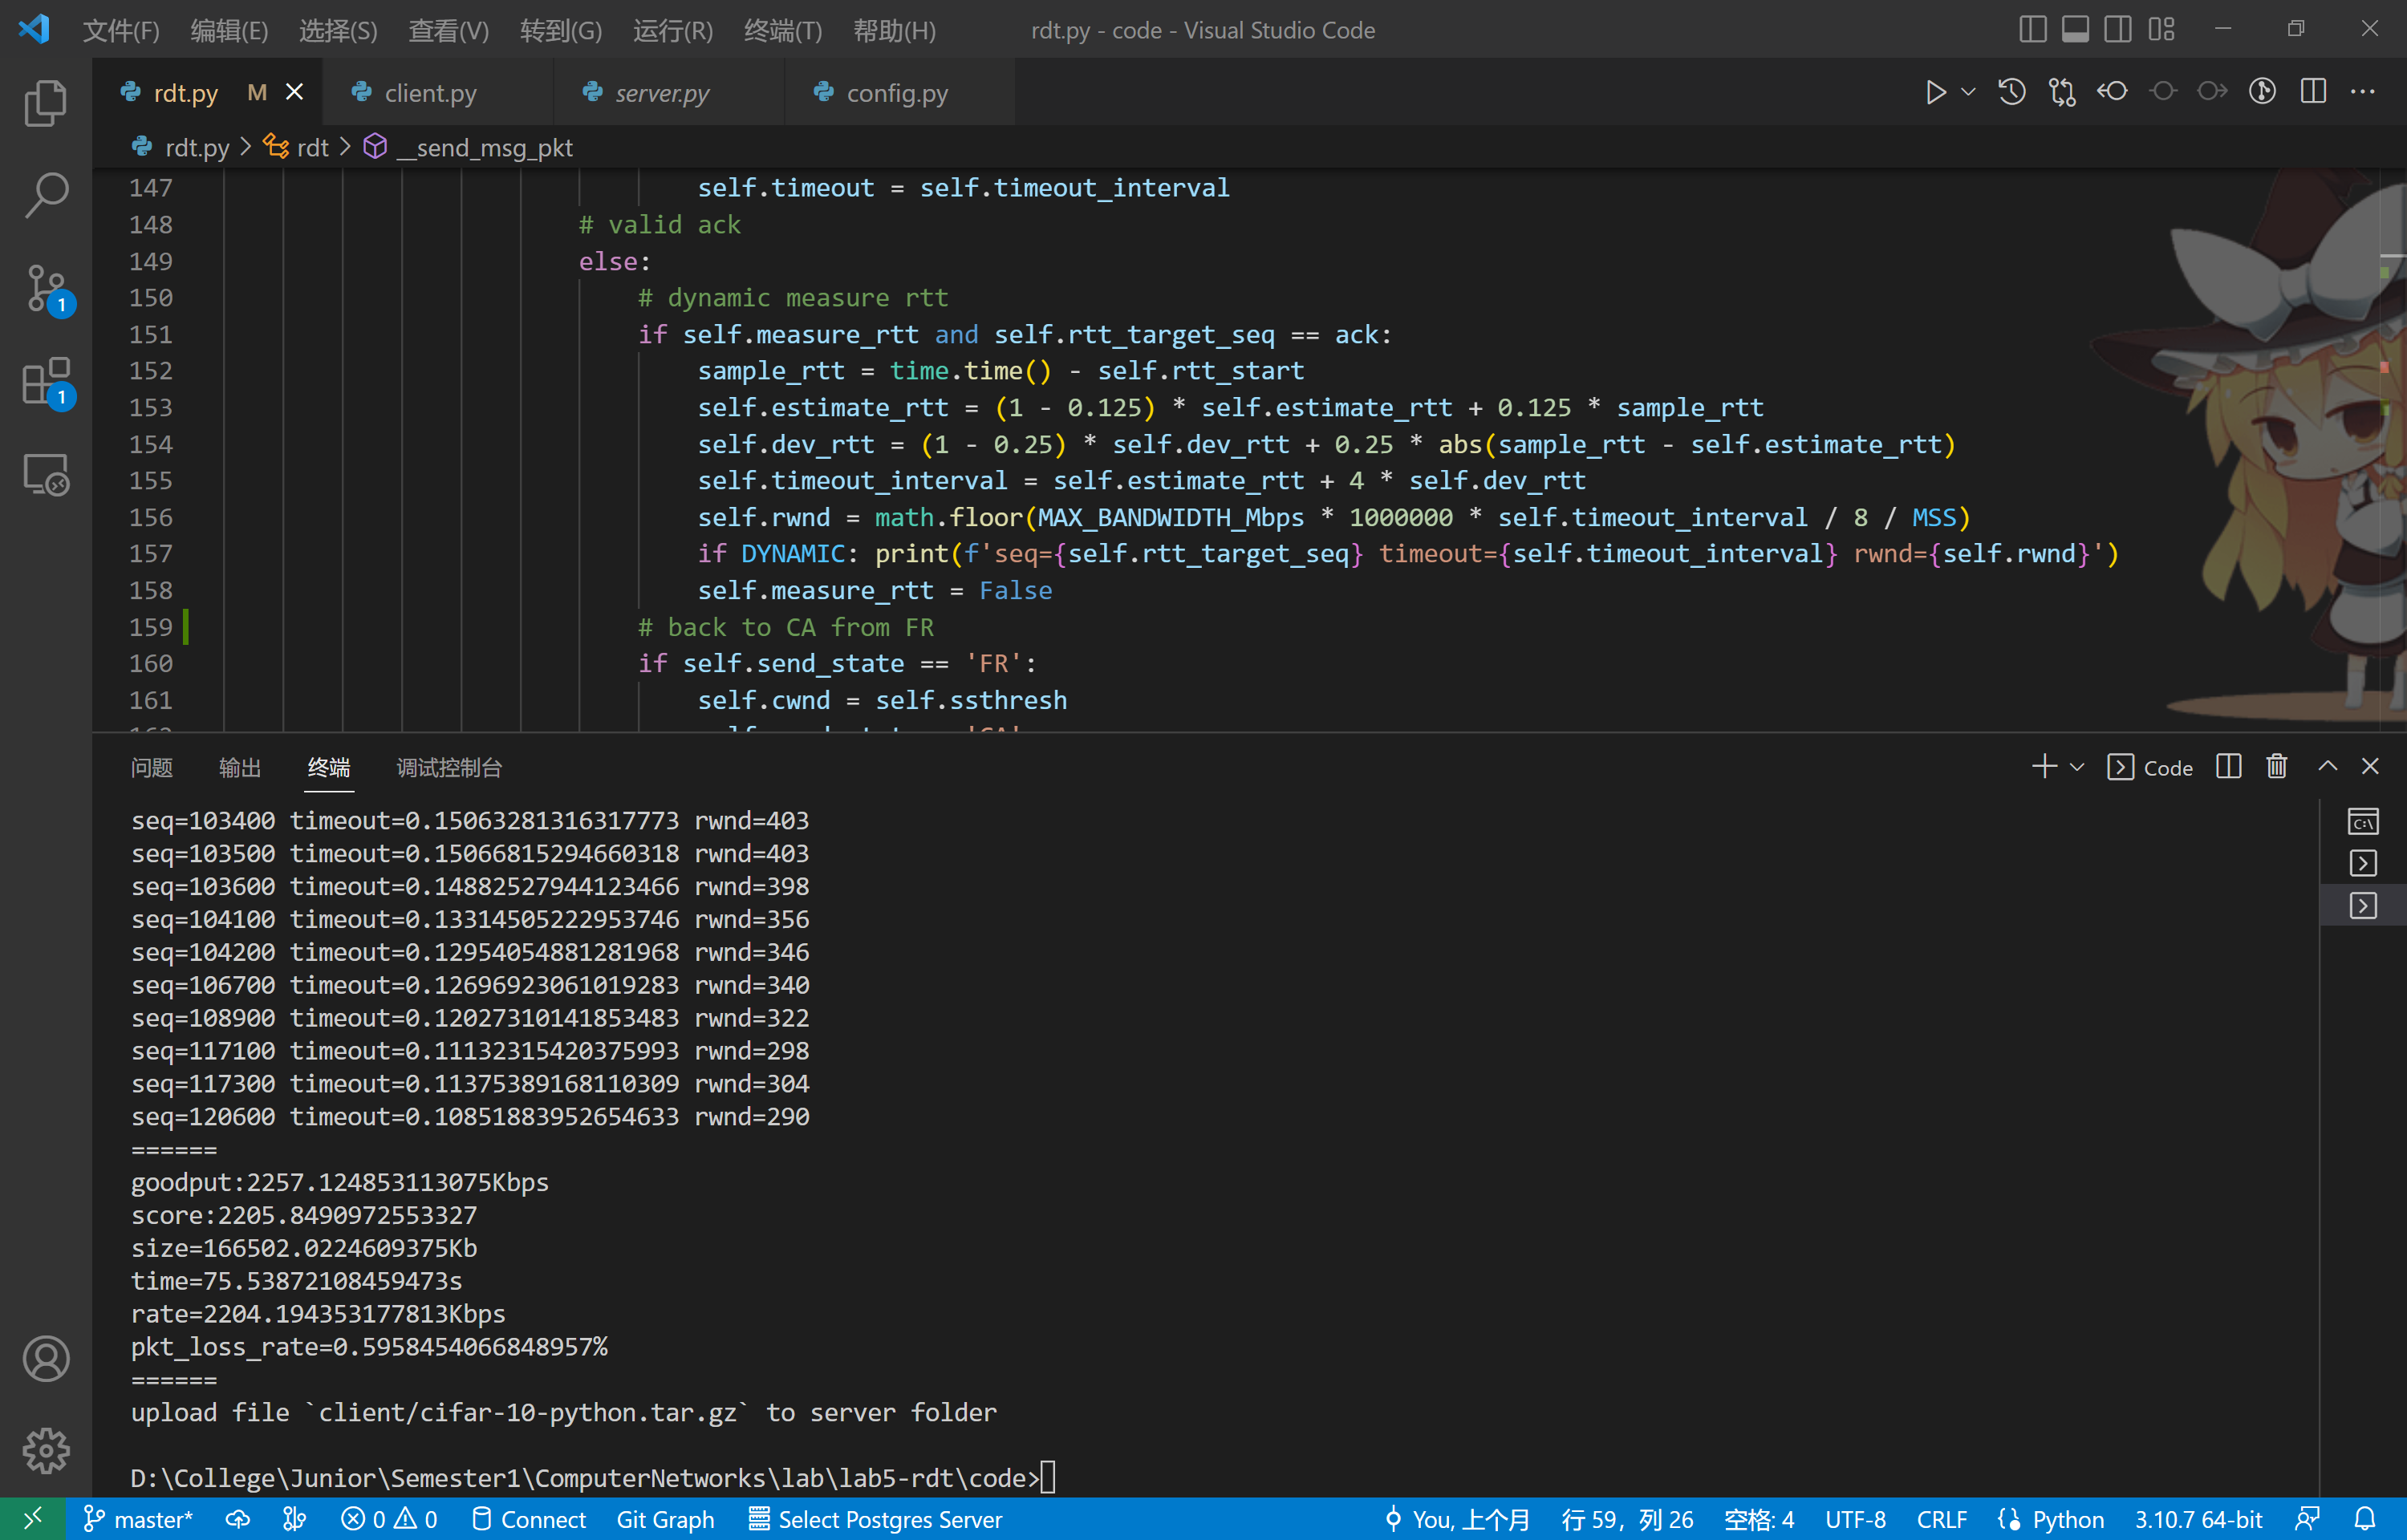 文件(F) 编辑(E) 选择(S) 查看(V) 转到(G) 运行(R) 终端(T) 帮助(H) rdt.py - code - Visual Studio Code
rdt.py M client.py server.py config.py
rdt.py > rdt > __send_msg_pkt
147 self.timeout = self.timeout_interval
148 # valid ack
149 else:
150 # dynamic measure rtt
151 if self.measure_rtt and self.rtt_target_seq == ack:
152 sample_rtt = time.time() - self.rtt_start
153 self.estimate_rtt = (1 - 0.125) * self.estimate_rtt + 0.125 * sample_rtt
154 self.dev_rtt = (1 - 0.25) * self.dev_rtt + 0.25 * abs(sample_rtt - self.estimate_rtt)
155 self.timeout_interval = self.estimate_rtt + 4 * self.dev_rtt
156 self.rwnd = math.floor(MAX_BANDWIDTH_Mbps * 1000000 * self.timeout_interval / 8 / MSS)
157 if DYNAMIC: print(f'seq={self.rtt_target_seq} timeout={self.timeout_interval} rwnd={self.rwnd}')
158 self.measure_rtt = False
159 # back to CA from FR
160 if self.send_state == 'FR':
161 self.cwnd = self.ssthresh
问题 输出 终端 调试控制台 Code
seq=103400 timeout=0.15063281316317773 rwnd=403
seq=103500 timeout=0.15066815294660318 rwnd=403
seq=103600 timeout=0.14882527944123466 rwnd=398
seq=104100 timeout=0.13314505222953746 rwnd=356
seq=104200 timeout=0.12954054881281968 rwnd=346
seq=106700 timeout=0.12696923061019283 rwnd=340
seq=108900 timeout=0.12027310141853483 rwnd=322
seq=117100 timeout=0.11132315420375993 rwnd=298
seq=117300 timeout=0.11375389168110309 rwnd=304
seq=120600 timeout=0.10851883952654633 rwnd=290
======
goodput:2257.124853113075Kbps
score:2205.8490972553327
size=166502.0224609375Kb
time=75.53872108459473s
rate=2204.194353177813Kbps
pkt_loss_rate=0.5958454066848957%
======
upload file `client/cifar-10-python.tar.gz` to server folder
D:\College\Junior\Semester1\ComputerNetworks\lab\lab5-rdt\code>
master* 0 0 Connect Git Graph Select Postgres Server You, 上个月 行 59，列 26 空格: 4 UTF-8 CRLF Python 3.10.7 64-bit
1
1